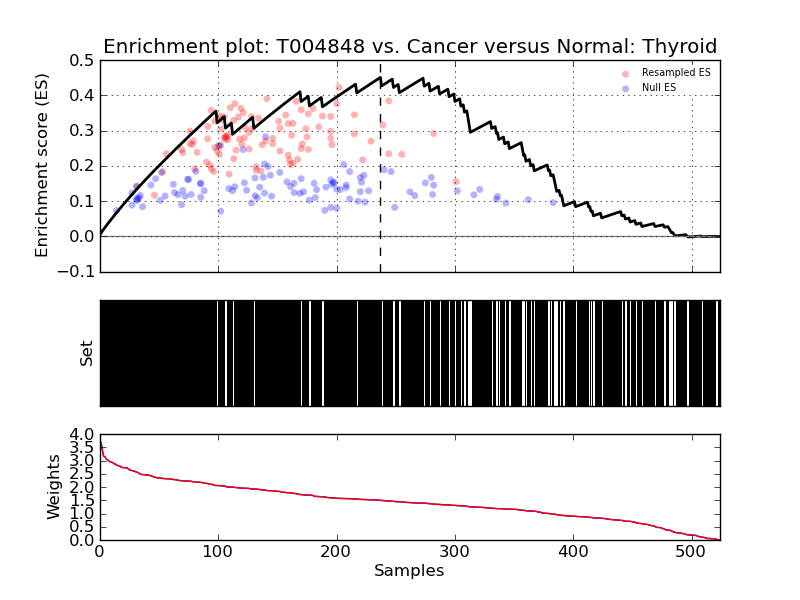 Enrichment plot: T004848 vs. Cancer versus Normal: Thyroid
0.5
0.4
0.3
0.2
0.1
0.0
−0.1
Enrichment score (ES)
Resampled ES
Null ES
Set
4.0
3.5
3.0
2.5
2.0
1.5
1.0
0.5
0.0
Weights
0 100 200 300 400 500
Samples